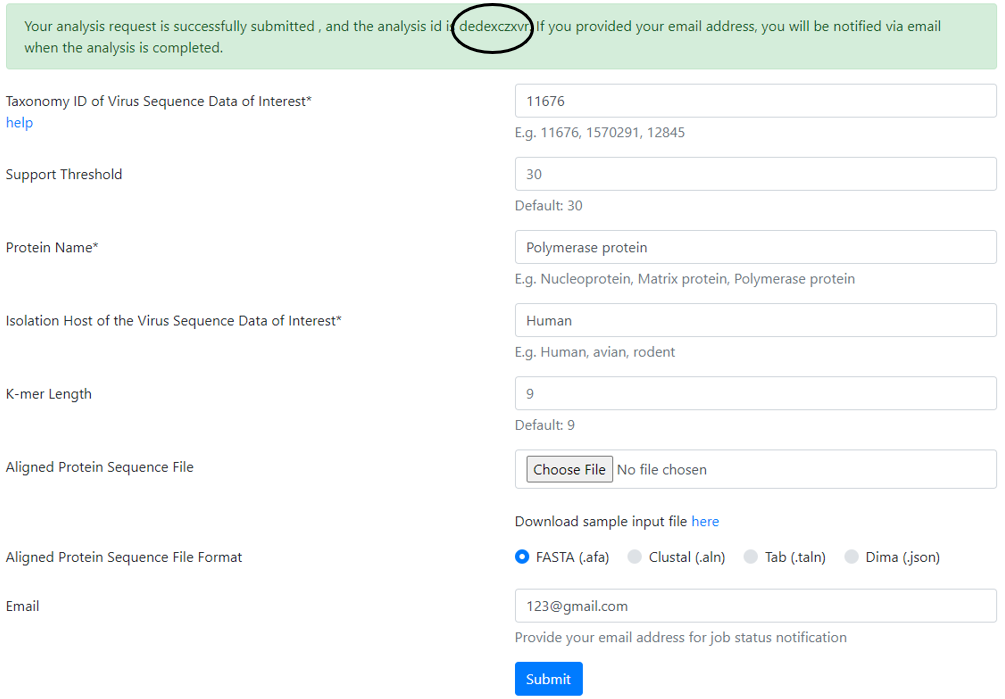 Your analysis request is successfully submitted , and the analysis id is dedexczxvr. If you provided your email address, you will be notified via email
when the analysis is completed.
Taxonomy ID of Virus Sequence Data of Interest*
help
11676
E.g. 11676, 1570291, 12845
Support Threshold
30
Default: 30
Protein Name*
Polymerase protein
E.g. Nucleoprotein, Matrix protein, Polymerase protein
Isolation Host of the Virus Sequence Data of Interest*
Human
E.g. Human, avian, rodent
K-mer Length
9
Default: 9
Aligned Protein Sequence File
Choose File No file chosen
Download sample input file here
Aligned Protein Sequence File Format
FASTA (.afa) Clustal (.aln) Tab (.taln) Dima (.json)
Email
123@gmail.com
Provide your email address for job status notification
Submit